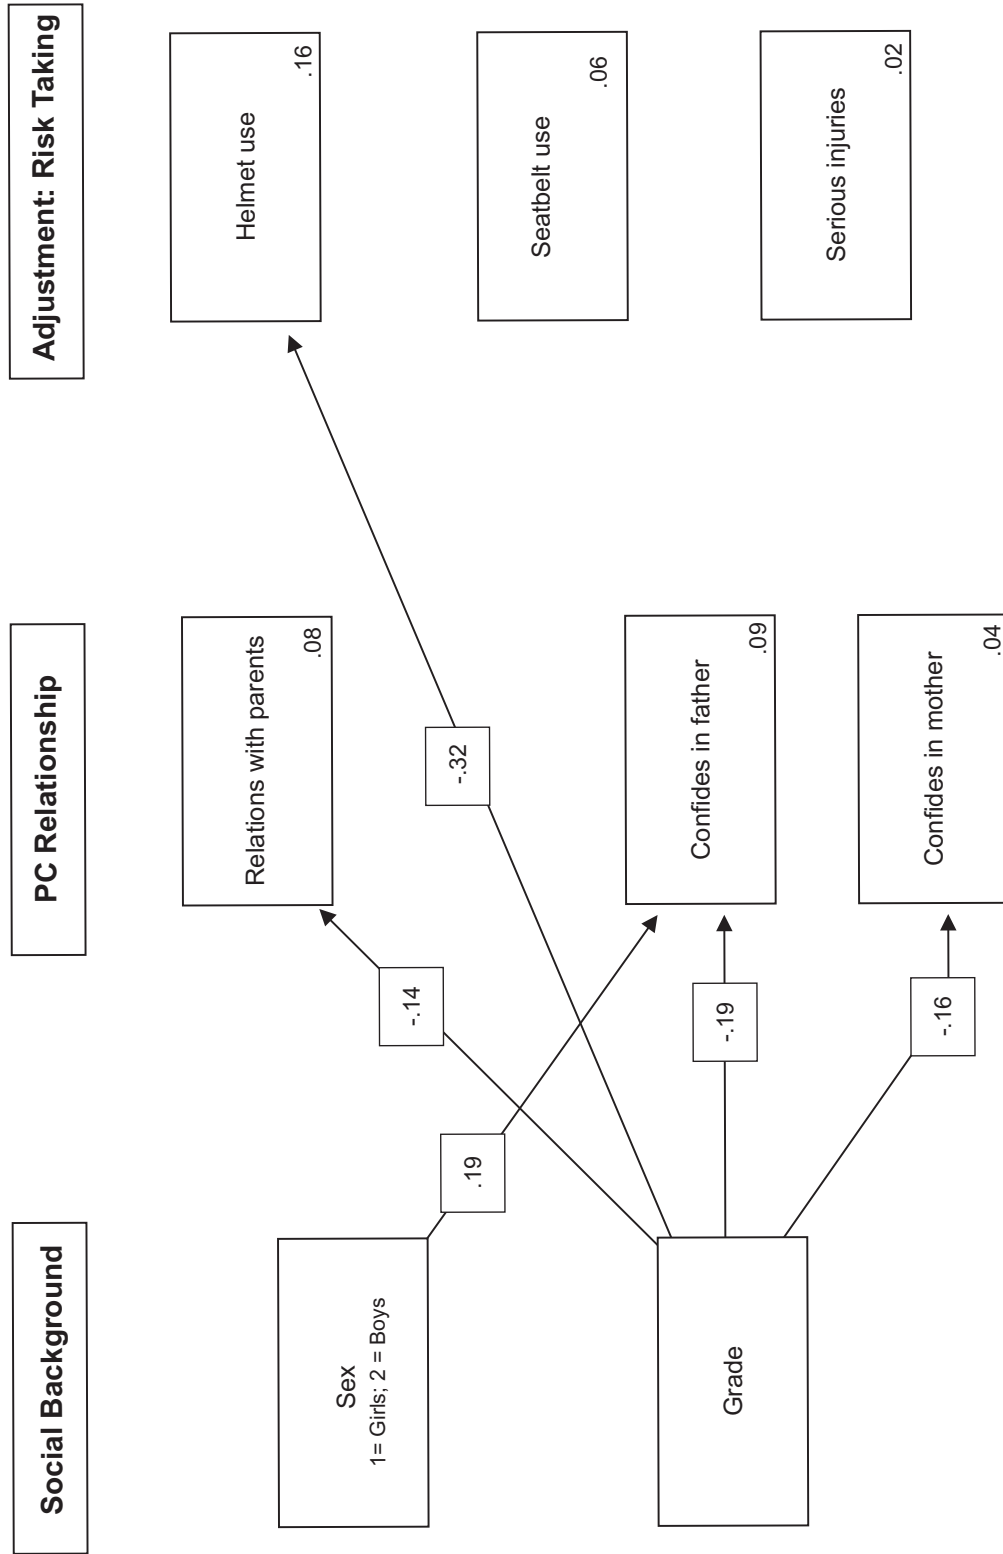 Social Background
PC Relationship
Adjustment: Risk Taking
Sex
1= Girls; 2 = Boys
Grade
.19
-.14
-.32
-.19
-.16
Relations with parents
.08
Confides in father
.09
Confides in mother
.04
Helmet use
.16
Seatbelt use
.06
Serious injuries
.02